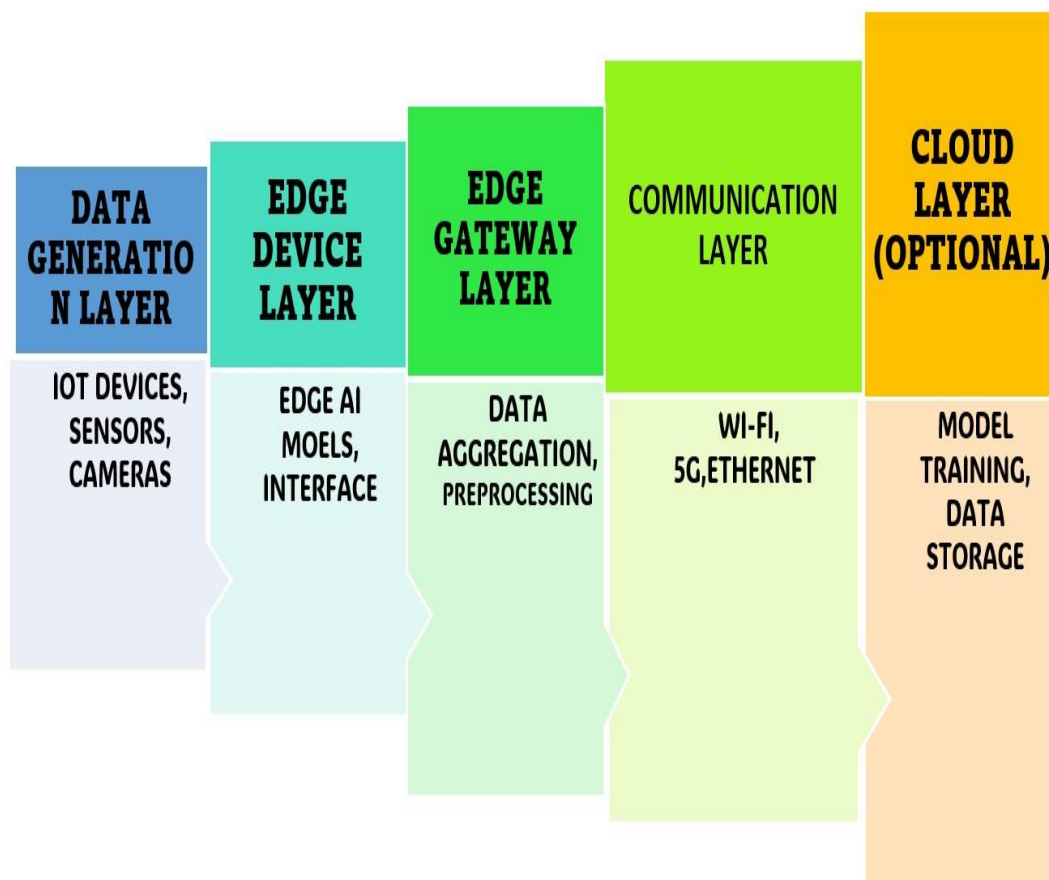 DATA
GENERATIO
N LAYER
IOT DEVICES,
SENSORS,
CAMERAS
EDGE
DEVICE
LAYER
EDGE AI
MOELS,
INTERFACE
EDGE
GATEWAY
LAYER
DATA
AGGREGATION,
PREPROCESSING
COMMUNICATION
LAYER
WI-FI,
5G,ETHERNET
CLOUD
LAYER
(OPTIONAL)
MODEL
TRAINING,
DATA
STORAGE